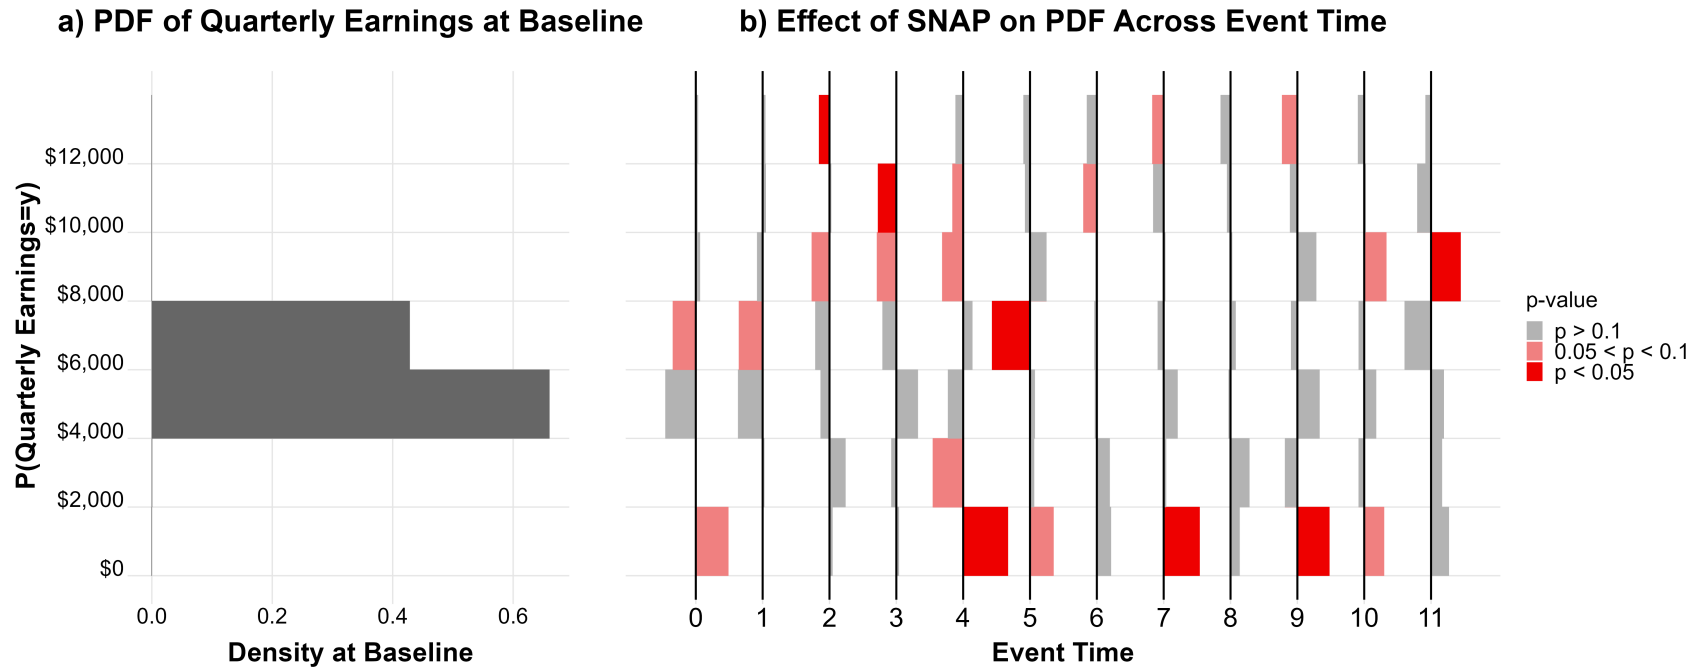 a) PDF of Quarterly Earnings at Baseline
b) Effect of SNAP on PDF Across Event Time
P(Quarterly Earnings=y)
$12,000
$10,000
$8,000
$6,000
$4,000
$2,000
$0
0.0 0.2 0.4 0.6
Density at Baseline
0 1 2 3 4 5 6 7 8 9 10 11
Event Time
p-value
p > 0.1
0.05 < p < 0.1
p < 0.05